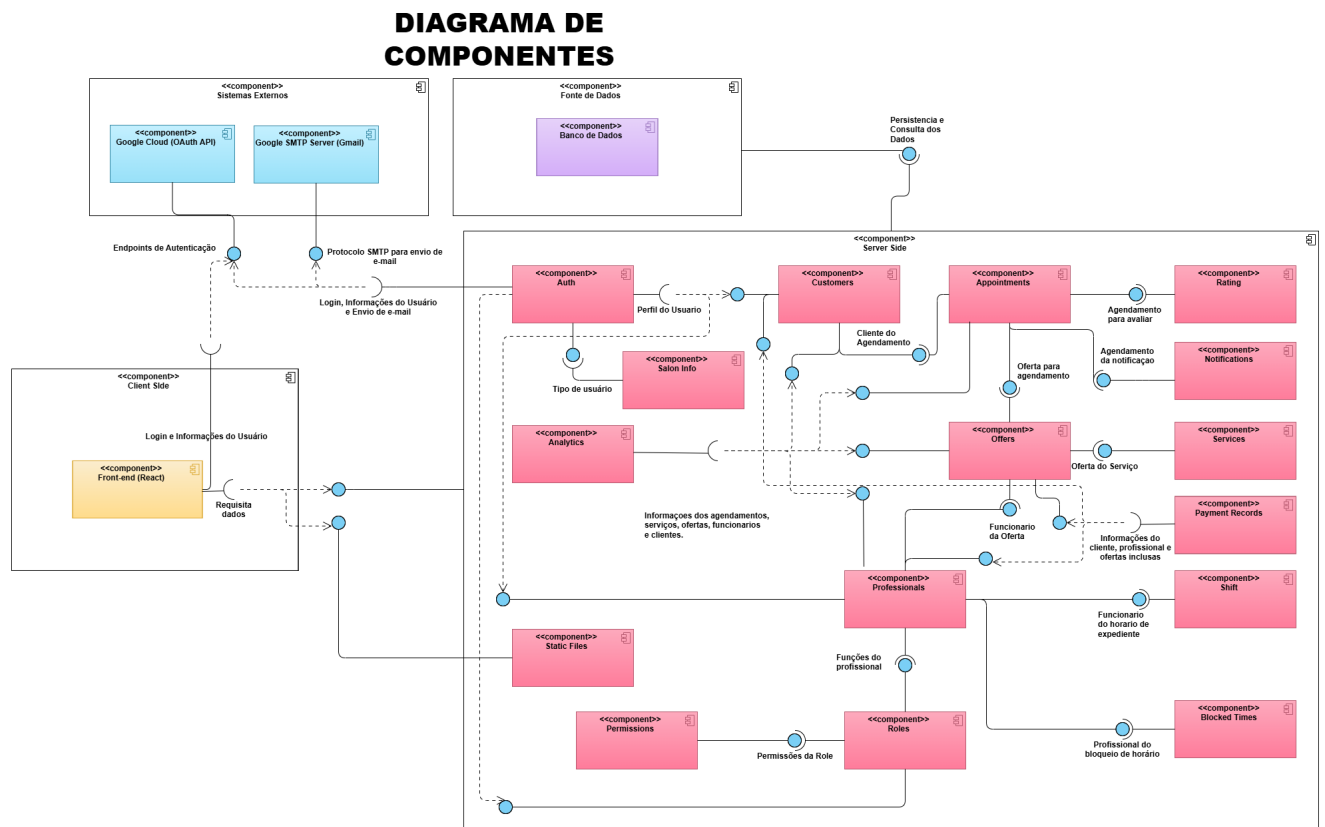 DIAGRAMA DE
COMPONENTES
<<component>>
Sistemas Externos
<<component>>
Google Cloud (OAuth API)
<<component>>
Google SMTP Server (Gmail)
<<component>>
Fonte de Dados
<<component>>
Banco de Dados
Persistencia e
Consulta dos
Dados
Endpoints de Autenticação
Protocolo SMTP para envio de
e-mail
Login, Informações do Usuário
e Envio de e-mail
<<component>>
Server Side
<<component>>
Auth
Perfil do Usuario
<<component>>
Customers
<<component>>
Appointments
Agendamento
para avaliar
<<component>>
Rating
Cliente do
Agendamento
Tipo de usuário
<<component>>
Salon Info
Oferta para
agendamento
Agendamento
da notificaçao
<<component>>
Notifications
<<component>>
Client SIde
Login e Informações do Usuário
<<component>>
Front-end (React)
Requisita
dados
<<component>>
Analytics
Informaçoes dos agendamentos,
serviços, ofertas, funcionarios
e clientes.
<<component>>
Offers
Oferta do Serviço
<<component>>
Services
Funcionario
da Oferta
Informações do
cliente, profissional e
ofertas inclusas
<<component>>
Payment Records
<<component>>
Professionals
Funcionario
do horario de
expediente
<<component>>
Shift
<<component>>
Static Files
Funções do
profissional
<<component>>
Permissions
Permissões da Role
<<component>>
Roles
Profissional do
bloqueio de horário
<<component>>
Blocked Times